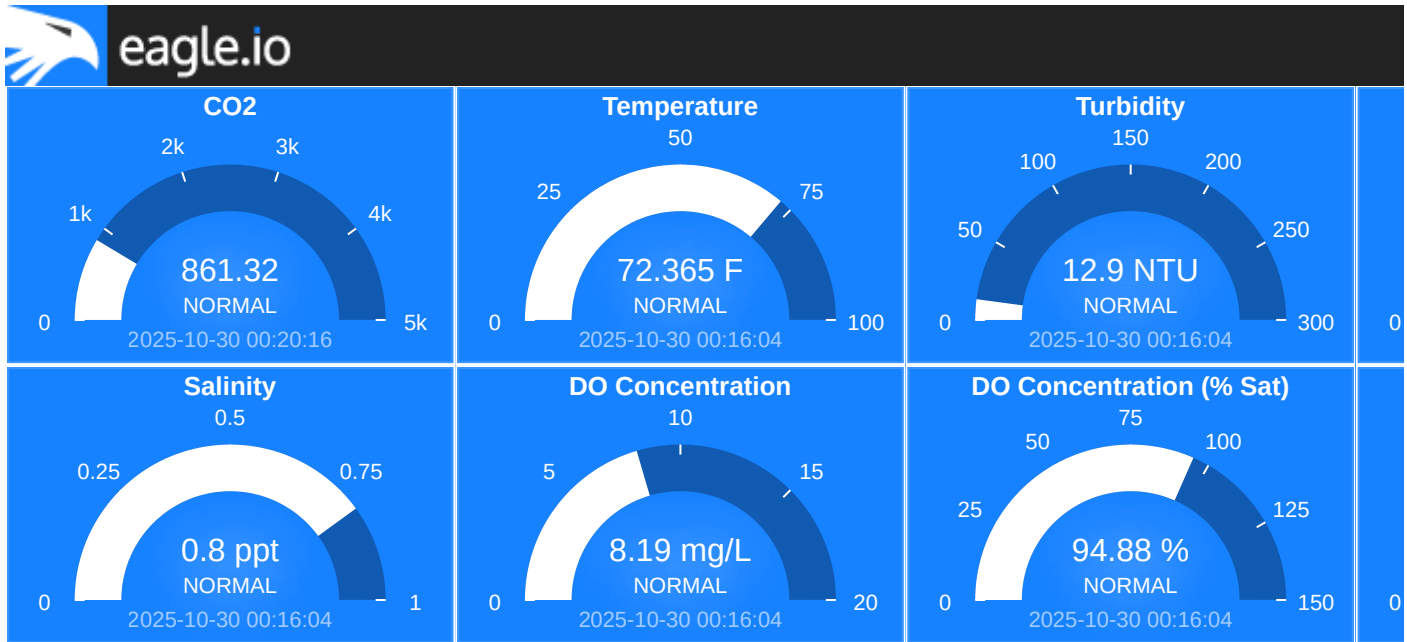 eagle.io
CO2
0
1k
2k
3k
4k
5k
861.32
NORMAL
2025-10-30 00:20:16
Temperature
0
25
50
75
100
72.365 F
NORMAL
2025-10-30 00:16:04
Turbidity
0
50
100
150
200
250
300
12.9 NTU
NORMAL
2025-10-30 00:16:04
0
Salinity
0
0.25
0.5
0.75
1
0.8 ppt
NORMAL
2025-10-30 00:16:04
DO Concentration
0
5
10
15
20
8.19 mg/L
NORMAL
2025-10-30 00:16:04
DO Concentration (% Sat)
0
25
50
75
100
125
150
94.88 %
NORMAL
2025-10-30 00:16:04
0